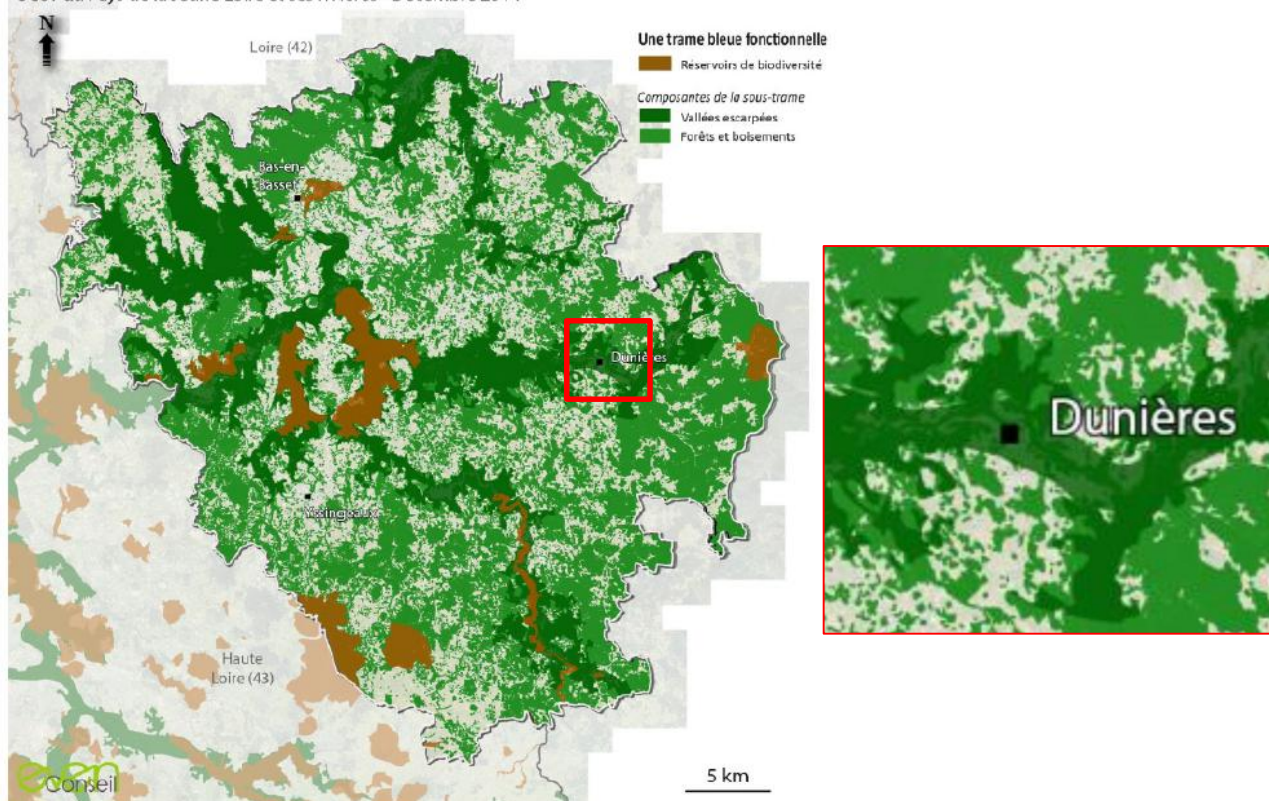 N
Loire (42)
Une trame bleue fonctionnelle
Réservoirs de biodiversité
Composantes de la sous-trame
Vallées escarpées
Forêts et boisements
Bas-en-
Basset
Dunières
Dunières
Yssingeaux
Haute
Loire (43)
even
Conseil
5 km